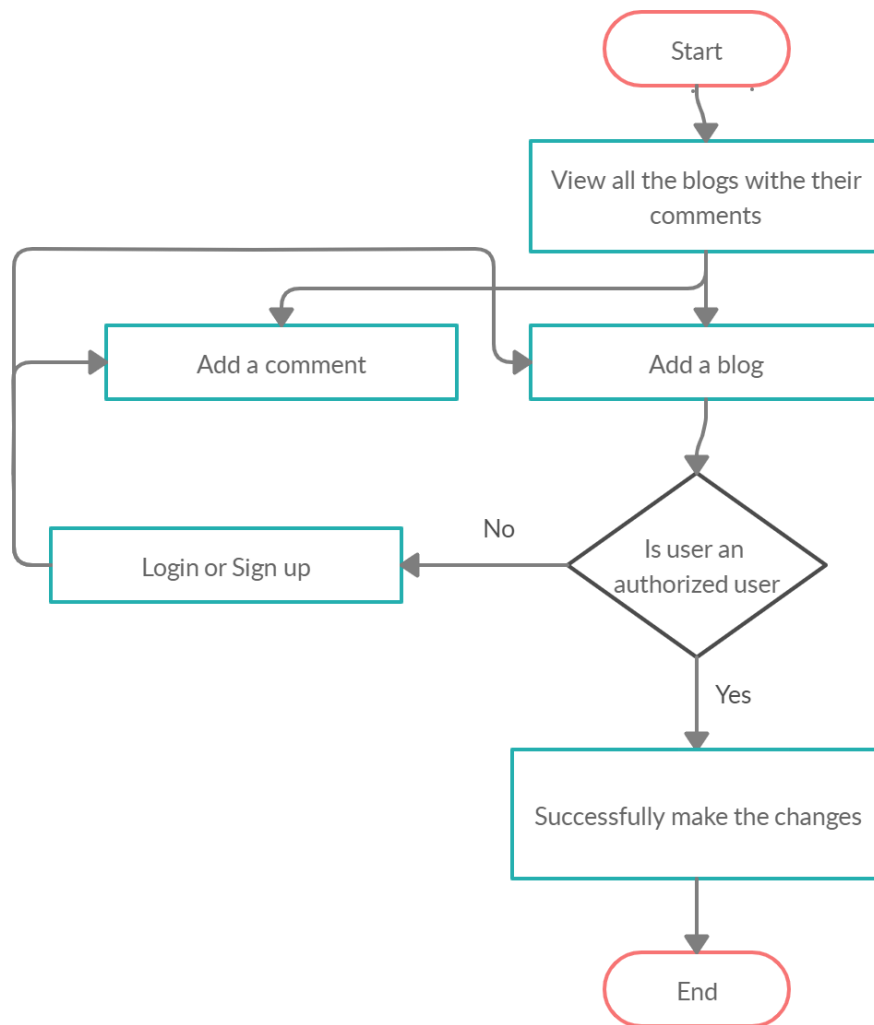 Start
View all the blogs withe their
comments
Add a comment
Add a blog
No
Is user an
authorized user
Login or Sign up
Yes
Successfully make the changes
End